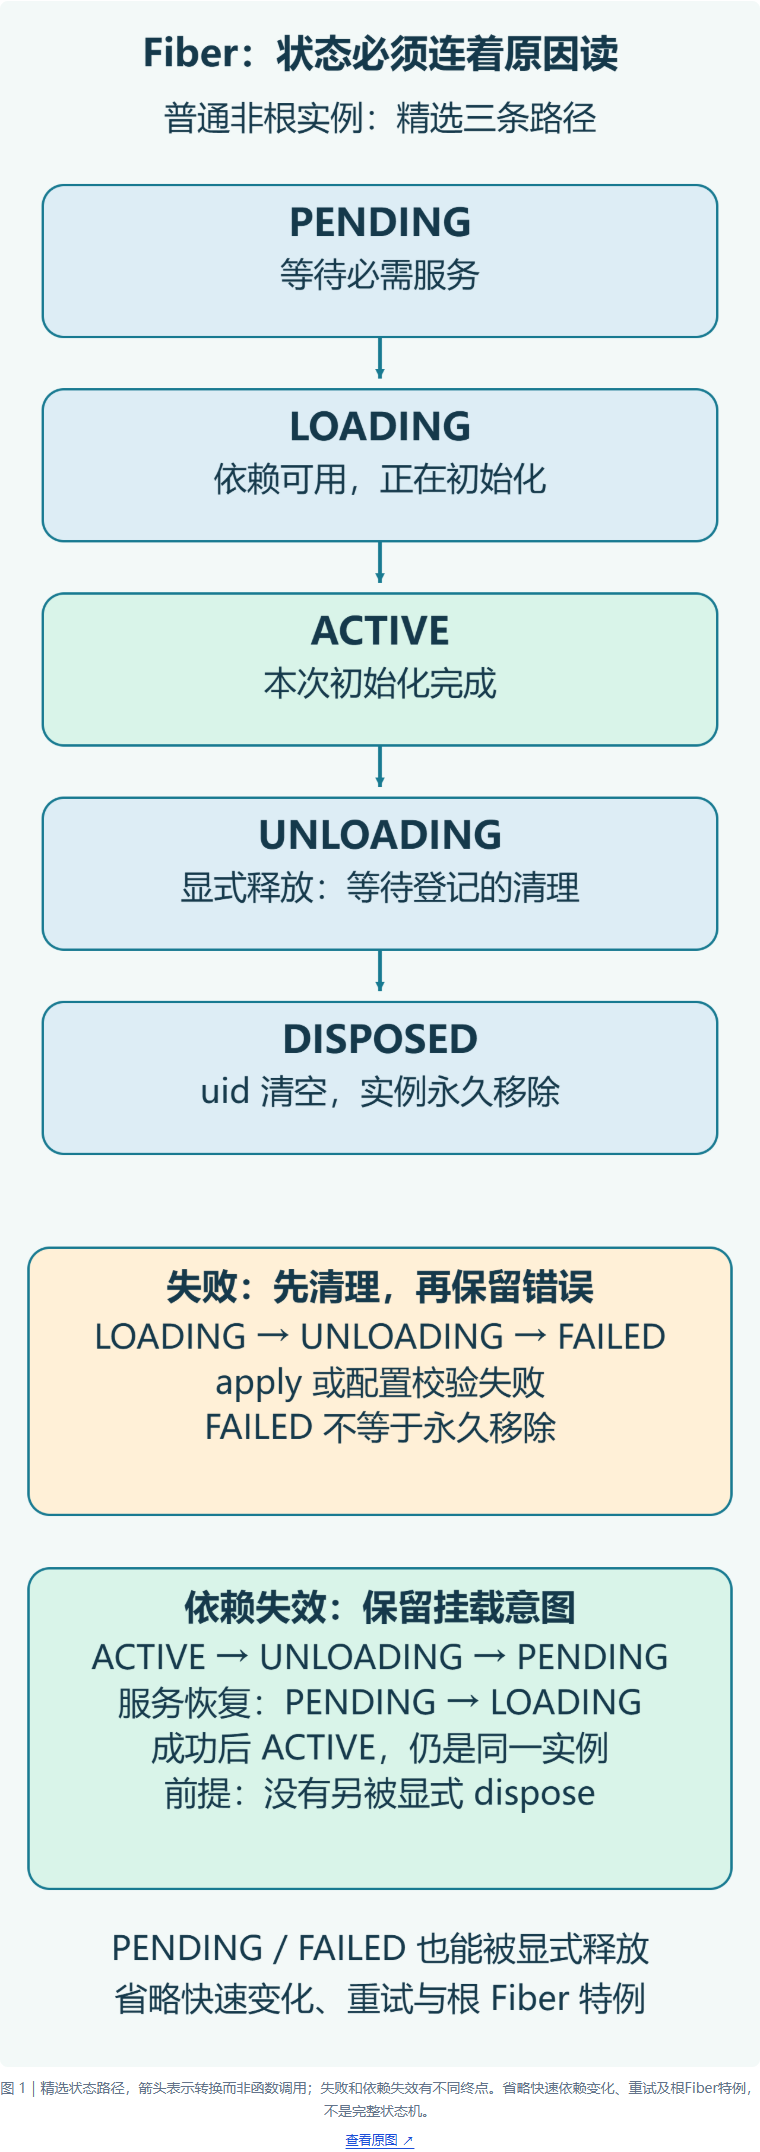 Fiber：状态必须连着原因读
普通非根实例：精选三条路径
PENDING
等待必需服务
LOADING
依赖可用，正在初始化
ACTIVE
本次初始化完成
UNLOADING
显式释放：等待登记的清理
DISPOSED
uid 清空，实例永久移除
失败：先清理，再保留错误
LOADING → UNLOADING → FAILED
apply 或配置校验失败
FAILED 不等于永久移除
依赖失效：保留挂载意图
ACTIVE → UNLOADING → PENDING
服务恢复：PENDING → LOADING
成功后 ACTIVE，仍是同一实例
前提：没有另被显式 dispose
PENDING / FAILED 也能被显式释放
省略快速变化、重试与根 Fiber 特例
图 1｜精选状态路径，箭头表示转换而非函数调用；失败和依赖失效有不同终点。省略快速依赖变化、重试及根Fiber特例，
不是完整状态机。
查看原图 ↗